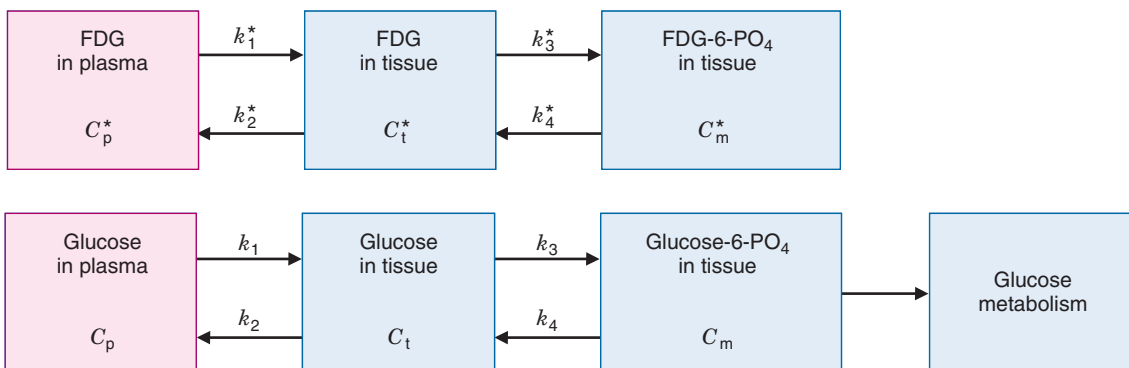 FDG
in plasma
k*1
FDG
in tissue
k*3
FDG-6-PO4
in tissue
C*p
k*2
C*t
k*4
C*m
Glucose
in plasma
k1
Glucose
in tissue
k3
Glucose-6-PO4
in tissue
Glucose
metabolism
Cp
k2
Ct
k4
Cm